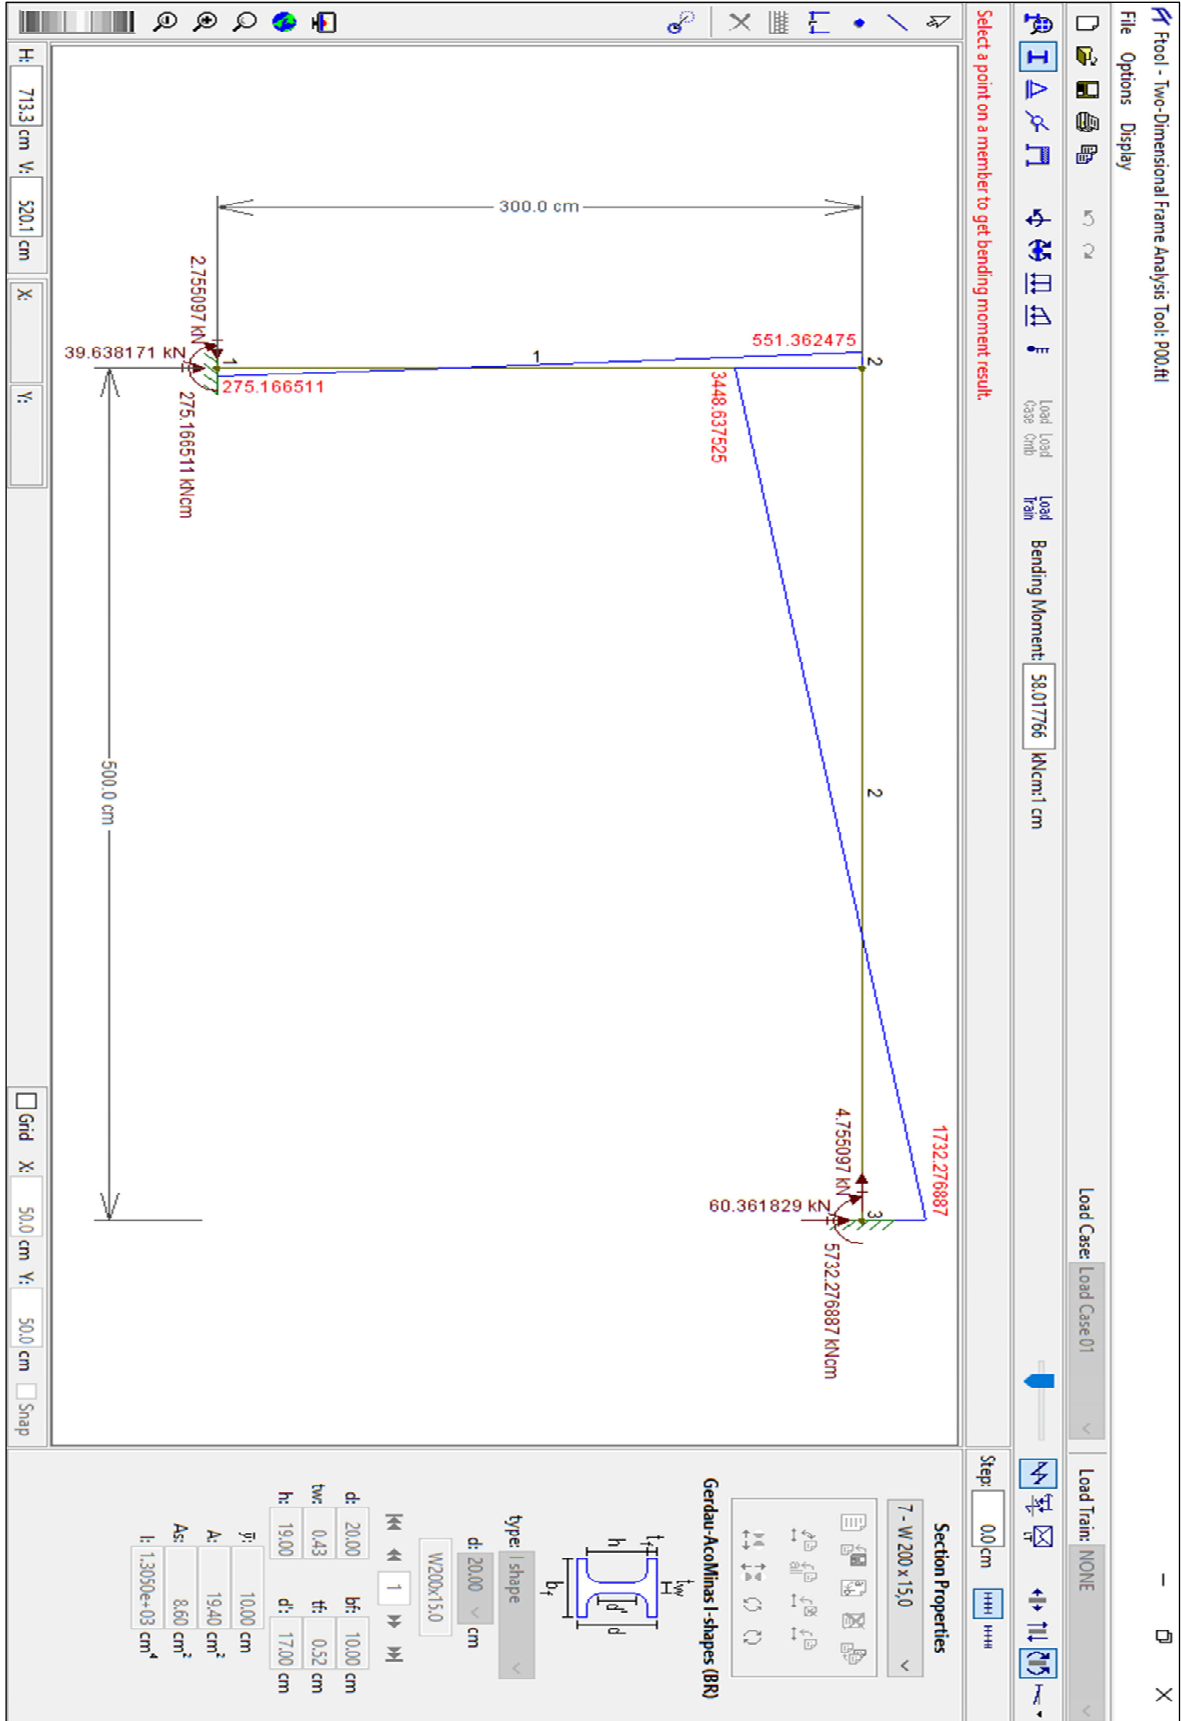 Ftool - Two-Dimensional Frame Analysis Tool: P00.ftl
File Options Display
Load Case: Load Case 01
Load Train: NONE
Load Case
Load Cmb
Load Train
Bending Moment: 58.017766 kNcm:1 cm
Select a point on a member to get bending moment result.
Step: 0.0 cm
551.362475
2
3448.637525
2
1732.276887
3
4.755097 kN
60.361829 kN
5732.276887 kNcm
300.0 cm
1
1
275.166511
2.755097 kN
39.638171 kN
275.166511 kNcm
500.0 cm
Section Properties
7 - W 200 x 15,0
all
Gerdau-AcoMinas I-shapes (BR)
tf
tw
h
d'
d
bf
type: I shape
d: 20.00 cm
W200x15.0
1
d: 20.00 bf: 10.00 cm
tw: 0.43 tf: 0.52 cm
h: 19.00 d': 17.00 cm
y: 10.00 cm
A: 19.40 cm²
As: 8.60 cm²
I: 1.3050e+03 cm⁴
H: 713.3 cm V: 520.1 cm X: Y:
Grid X: 50.0 cm Y: 50.0 cm Snap